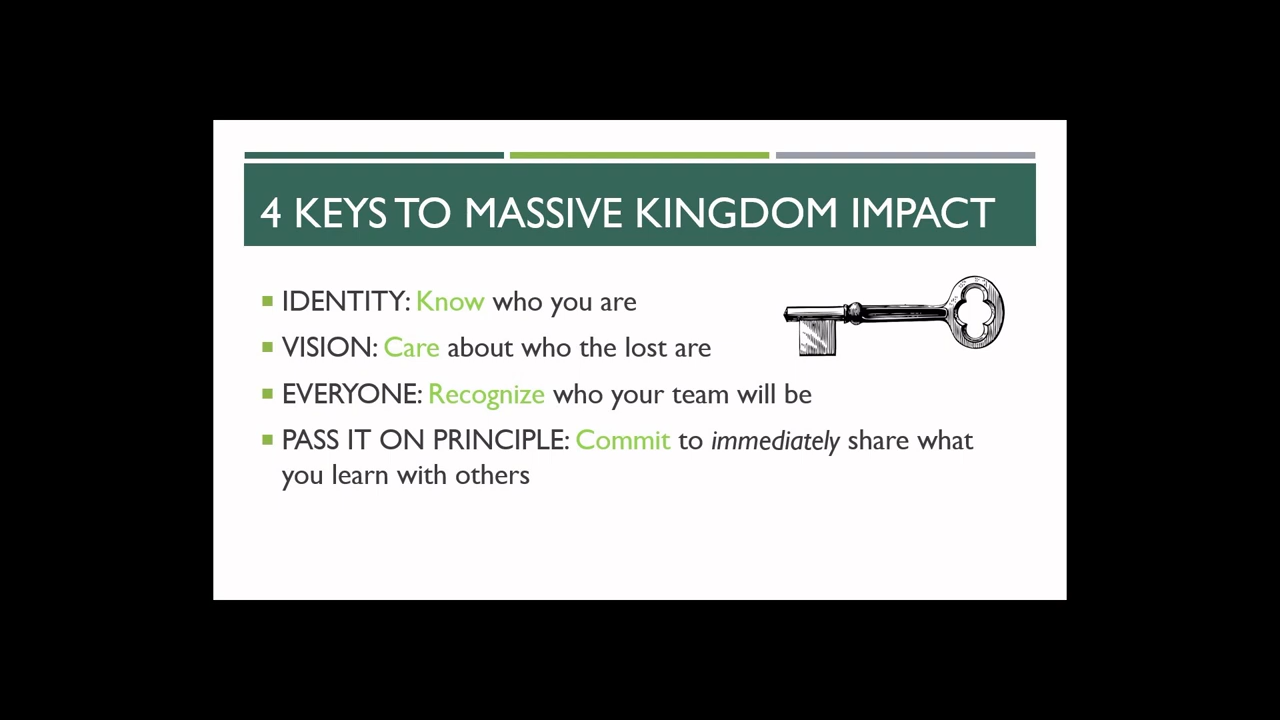 4 KEYS TO MASSIVE KINGDOM IMPACT
IDENTITY: Know who you are
VISION: Care about who the lost are
EVERYONE: Recognize who your team will be
PASS IT ON PRINCIPLE: Commit to immediately share what
you learn with others